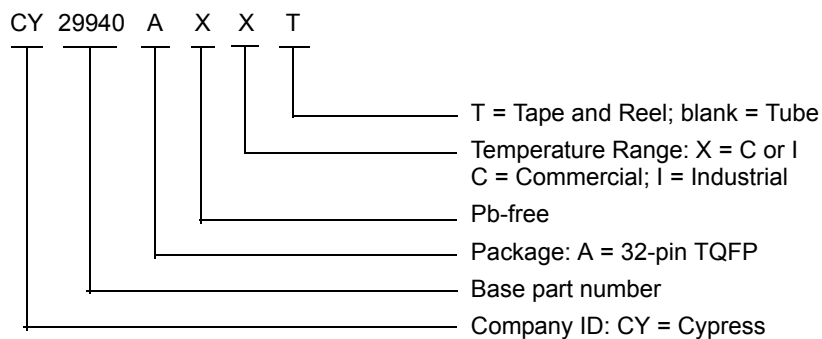 CY 29940 A X X T
T = Tape and Reel; blank = Tube
Temperature Range: X = C or I
C = Commercial; I = Industrial
Pb-free
Package: A = 32-pin TQFP
Base part number
Company ID: CY = Cypress